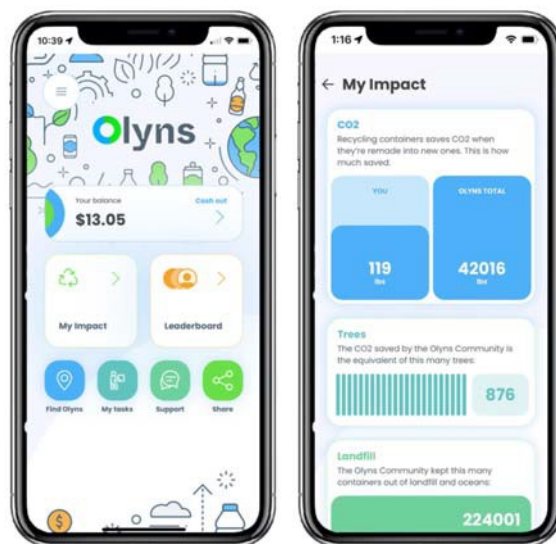 10:39
Olyns
Your balance
Cash out
$13.05
My Impact
Leaderboard
Find Olyns
My tasks
Support
Share
1:16
My Impact
CO2
Recycling containers saves CO2 when
they're remade into new ones. This is how
much saved.
YOU
OLYNS TOTAL
119
lbs
42016
lbs
Trees
The CO2 saved by the Olyns Community is
the equivalent of this many trees:
876
Landfill
The Olyns Community kept this many
containers out of landfill and oceans:
224001